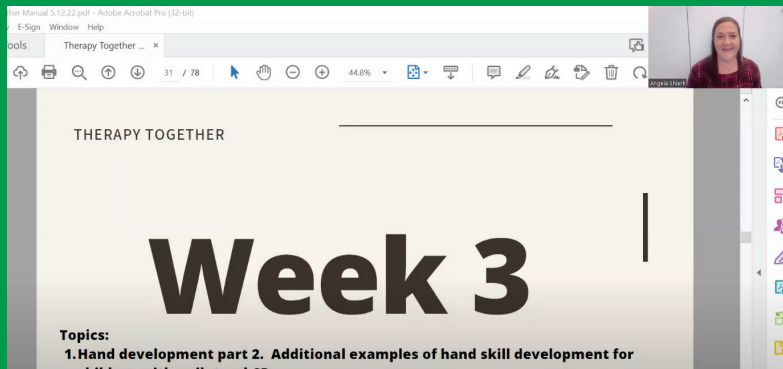 ther Manual 5.12.22.pdf - Adobe Acrobat Pro (32-bit)
E-Sign Window Help
ools Therapy Together ... ×
31 / 78 44.8%
Angela Shierk
THERAPY TOGETHER
Week 3
Topics:
1. Hand development part 2. Additional examples of hand skill development for